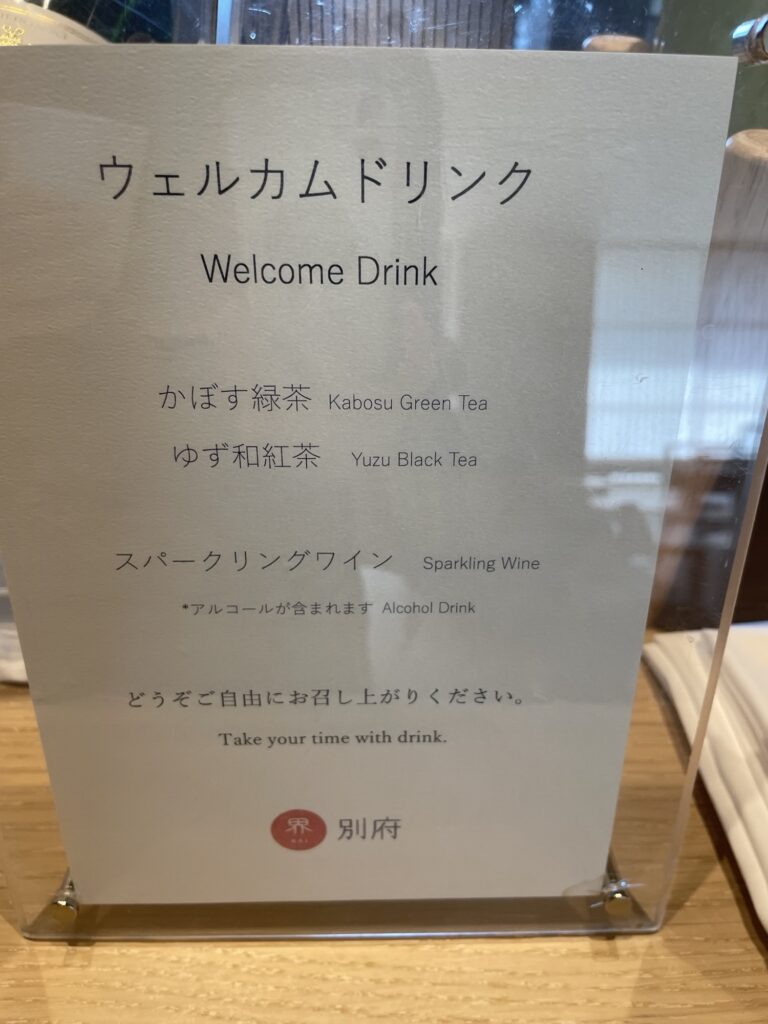 ウェルカムドリンク
Welcome Drink
かぼす緑茶 Kabosu Green Tea
ゆず和紅茶 Yuzu Black Tea
スパークリングワイン Sparkling Wine
*アルコールが含まれます Alcohol Drink
どうぞご自由にお召し上がりください。
Take your time with drink.
界 別府
KAI